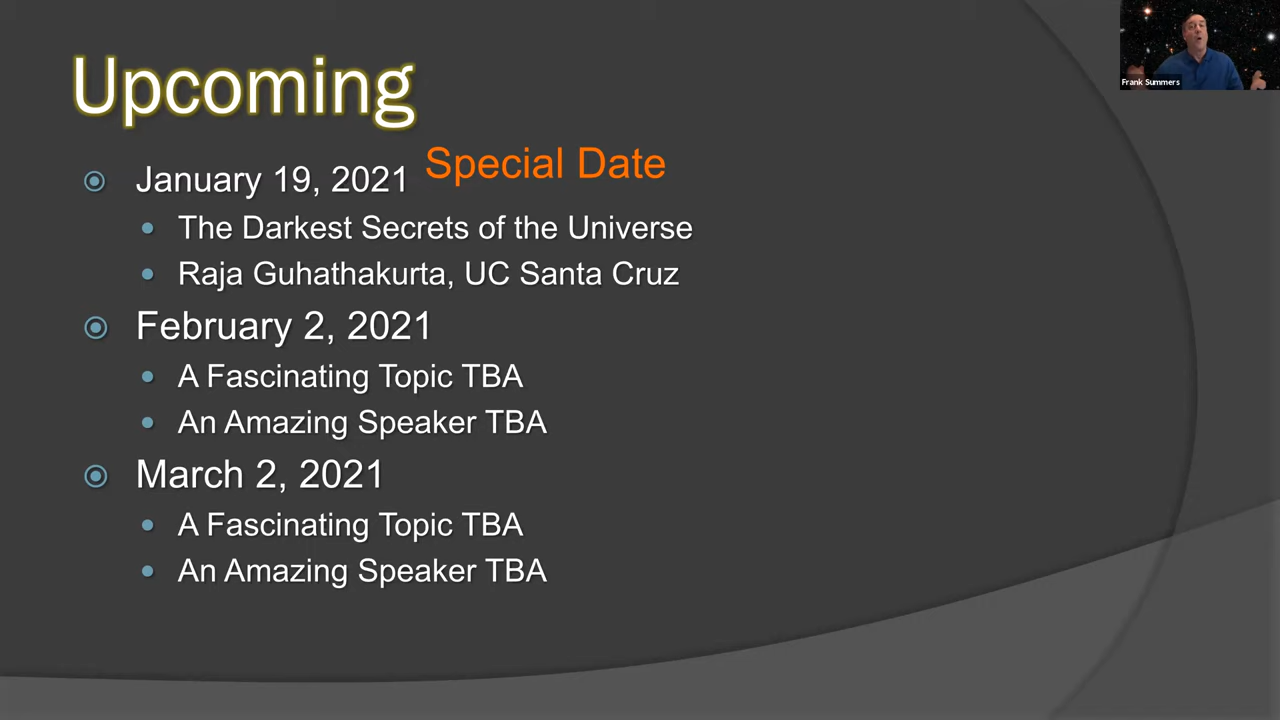 Upcoming
January 19, 2021 Special Date
The Darkest Secrets of the Universe
Raja Guhathakurta, UC Santa Cruz
February 2, 2021
A Fascinating Topic TBA
An Amazing Speaker TBA
March 2, 2021
A Fascinating Topic TBA
An Amazing Speaker TBA
Frank Summers